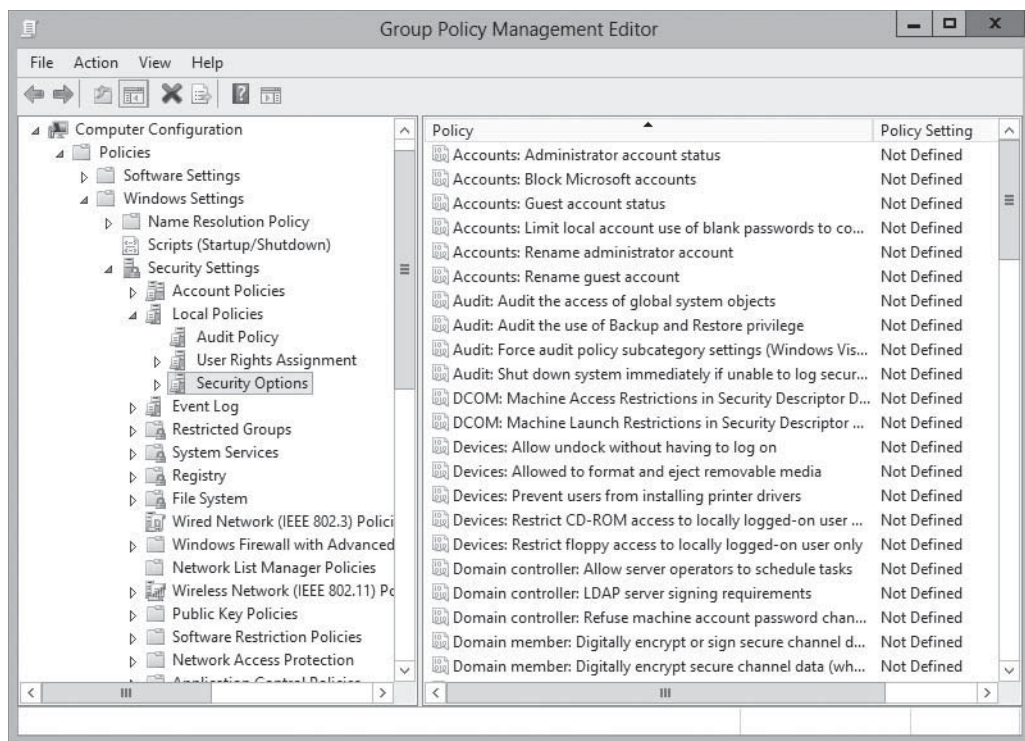 Group Policy Management Editor
File Action View Help
Computer Configuration
Policies
Software Settings
Windows Settings
Name Resolution Policy
Scripts (Startup/Shutdown)
Security Settings
Account Policies
Local Policies
Audit Policy
User Rights Assignment
Security Options
Event Log
Restricted Groups
System Services
Registry
File System
Wired Network (IEEE 802.3) Polici
Windows Firewall with Advanced
Network List Manager Policies
Wireless Network (IEEE 802.11) Po
Public Key Policies
Software Restriction Policies
Network Access Protection
Application Control Policies
Policy Policy Setting
Accounts: Administrator account status Not Defined
Accounts: Block Microsoft accounts Not Defined
Accounts: Guest account status Not Defined
Accounts: Limit local account use of blank passwords to co... Not Defined
Accounts: Rename administrator account Not Defined
Accounts: Rename guest account Not Defined
Audit: Audit the access of global system objects Not Defined
Audit: Audit the use of Backup and Restore privilege Not Defined
Audit: Force audit policy subcategory settings (Windows Vis... Not Defined
Audit: Shut down system immediately if unable to log secur... Not Defined
DCOM: Machine Access Restrictions in Security Descriptor D... Not Defined
DCOM: Machine Launch Restrictions in Security Descriptor ... Not Defined
Devices: Allow undock without having to log on Not Defined
Devices: Allowed to format and eject removable media Not Defined
Devices: Prevent users from installing printer drivers Not Defined
Devices: Restrict CD-ROM access to locally logged-on user ... Not Defined
Devices: Restrict floppy access to locally logged-on user only Not Defined
Domain controller: Allow server operators to schedule tasks Not Defined
Domain controller: LDAP server signing requirements Not Defined
Domain controller: Refuse machine account password chan... Not Defined
Domain member: Digitally encrypt or sign secure channel d... Not Defined
Domain member: Digitally encrypt secure channel data (wh... Not Defined